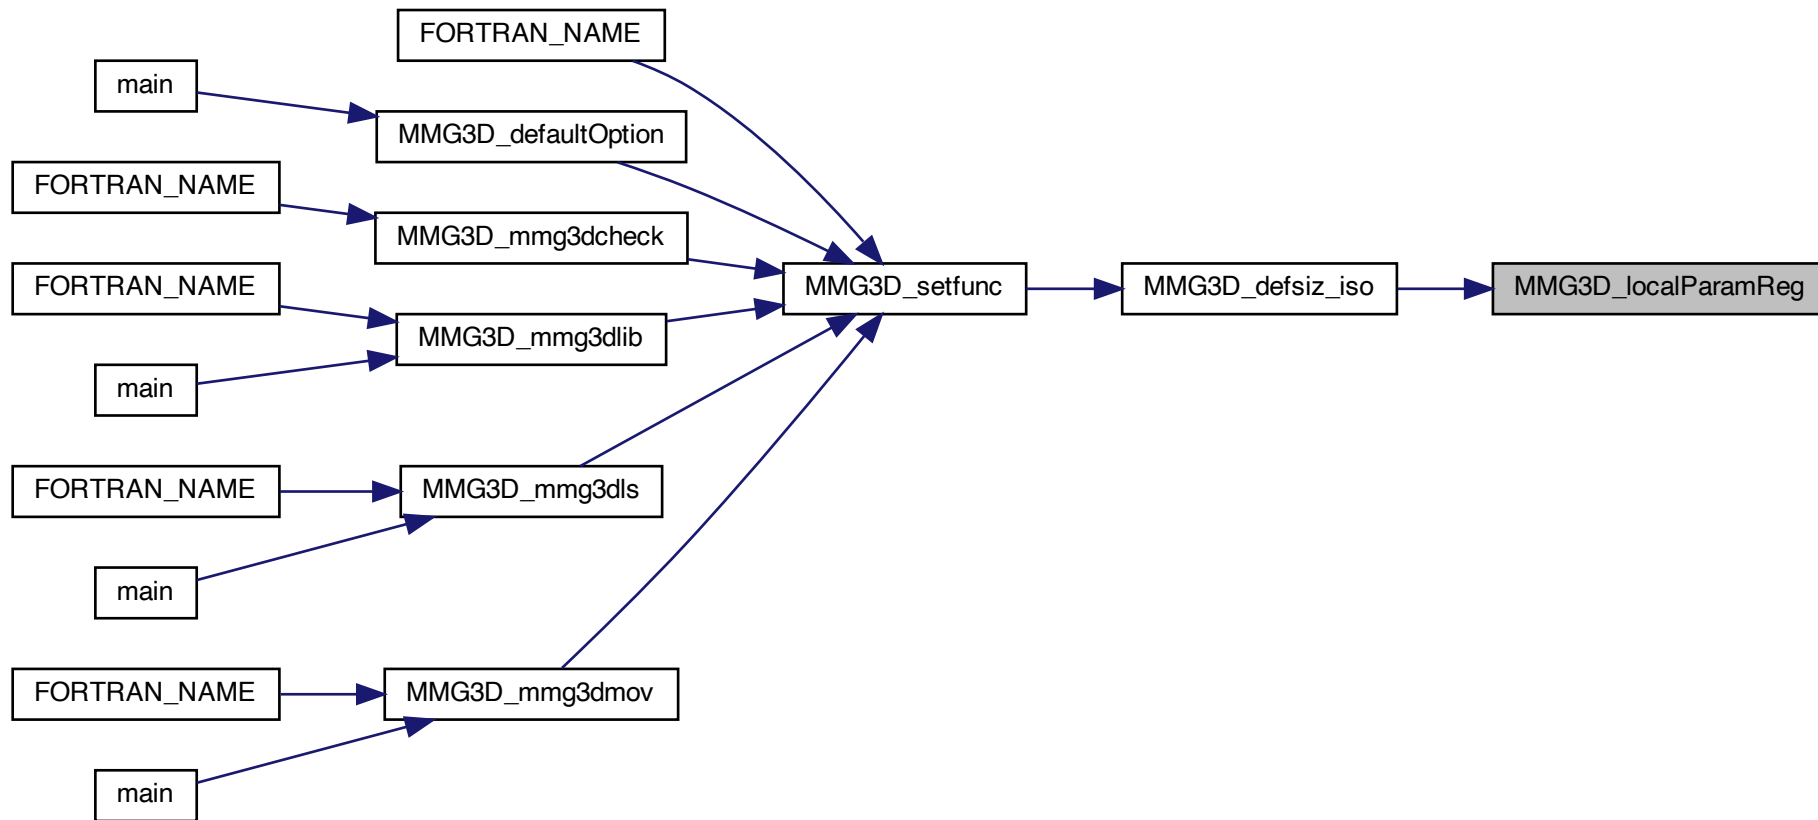 FORTRAN_NAME
main
MMG3D_defaultOption
FORTRAN_NAME
MMG3D_mmg3dcheck
FORTRAN_NAME
MMG3D_setfunc
MMG3D_defsiz_iso
MMG3D_localParamReg
MMG3D_mmg3dlib
main
FORTRAN_NAME
MMG3D_mmg3dls
main
FORTRAN_NAME
MMG3D_mmg3dmov
main